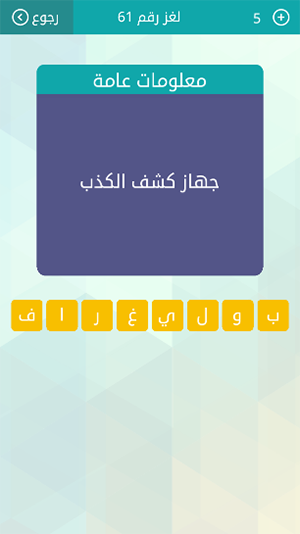 رجوع لغز رقم 61 5
معلومات عامة
جهاز كشف الكذب
ب و ل ي غ ر ا ف